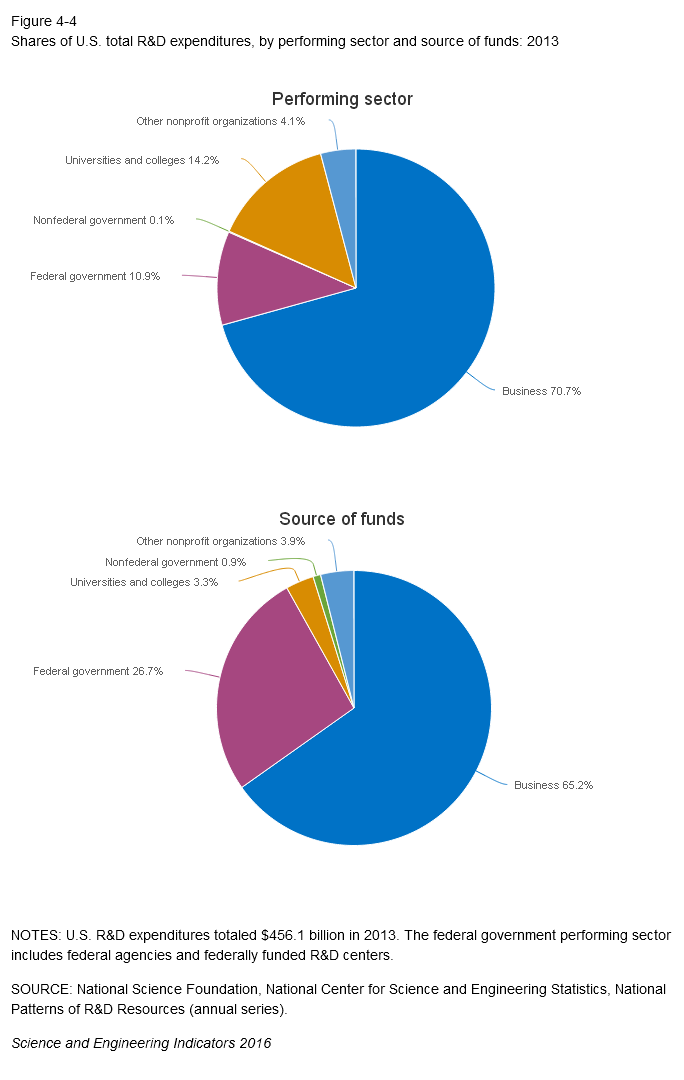 Figure 4-4
Shares of U.S. total R&D expenditures, by performing sector and source of funds: 2013
Performing sector
Other nonprofit organizations 4.1%
Universities and colleges 14.2%
Nonfederal government 0.1%
Federal government 10.9%
Business 70.7%
Source of funds
Other nonprofit organizations 3.9%
Nonfederal government 0.9%
Universities and colleges 3.3%
Federal government 26.7%
Business 65.2%
NOTES: U.S. R&D expenditures totaled $456.1 billion in 2013. The federal government performing sector
includes federal agencies and federally funded R&D centers.
SOURCE: National Science Foundation, National Center for Science and Engineering Statistics, National
Patterns of R&D Resources (annual series).
Science and Engineering Indicators 2016